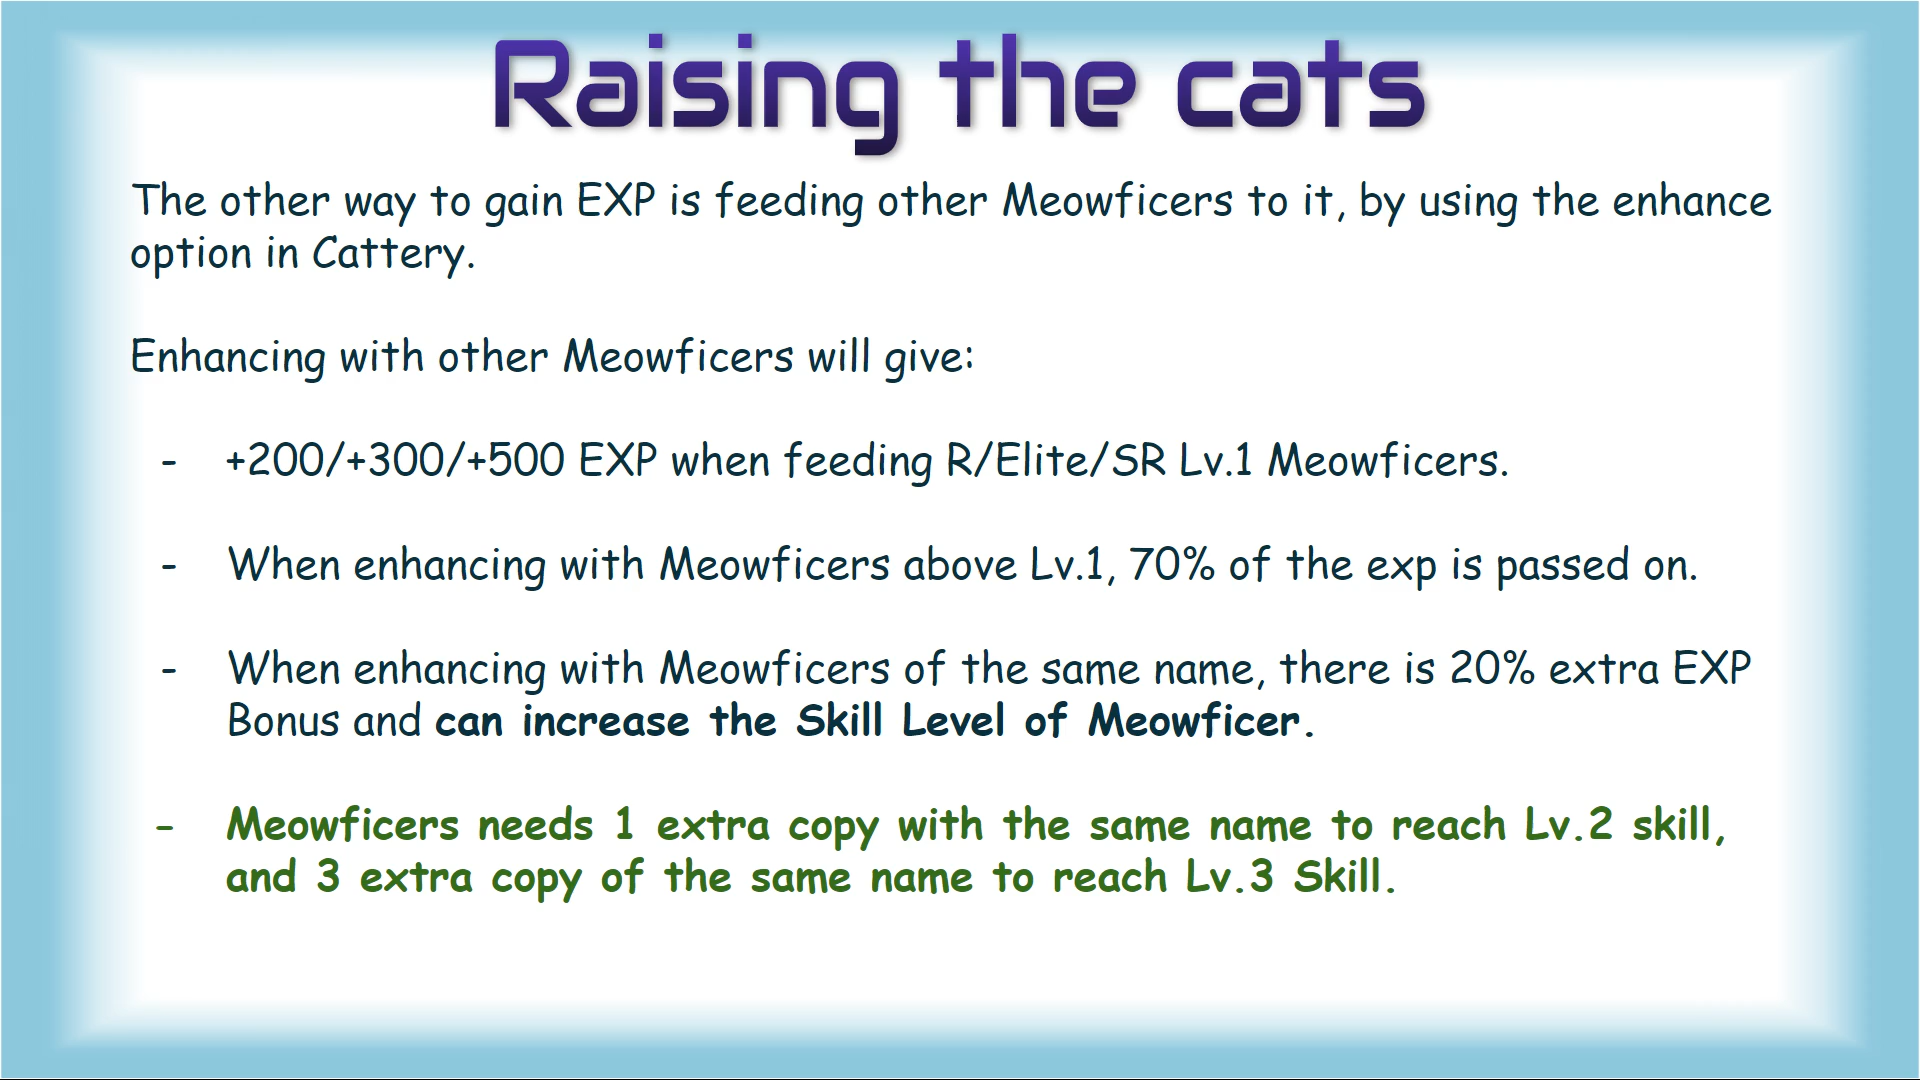 Raising the cats
The other way to gain EXP is feeding other Meowficers to it, by using the enhance
option in Cattery.
Enhancing with other Meowficers will give:
- +200/+300/+500 EXP when feeding R/Elite/SR Lv.1 Meowficers.
- When enhancing with Meowficers above Lv.1, 70% of the exp is passed on.
- When enhancing with Meowficers of the same name, there is 20% extra EXP
Bonus and can increase the Skill Level of Meowficer.
- Meowficers needs 1 extra copy with the same name to reach Lv.2 skill,
and 3 extra copy of the same name to reach Lv.3 Skill.